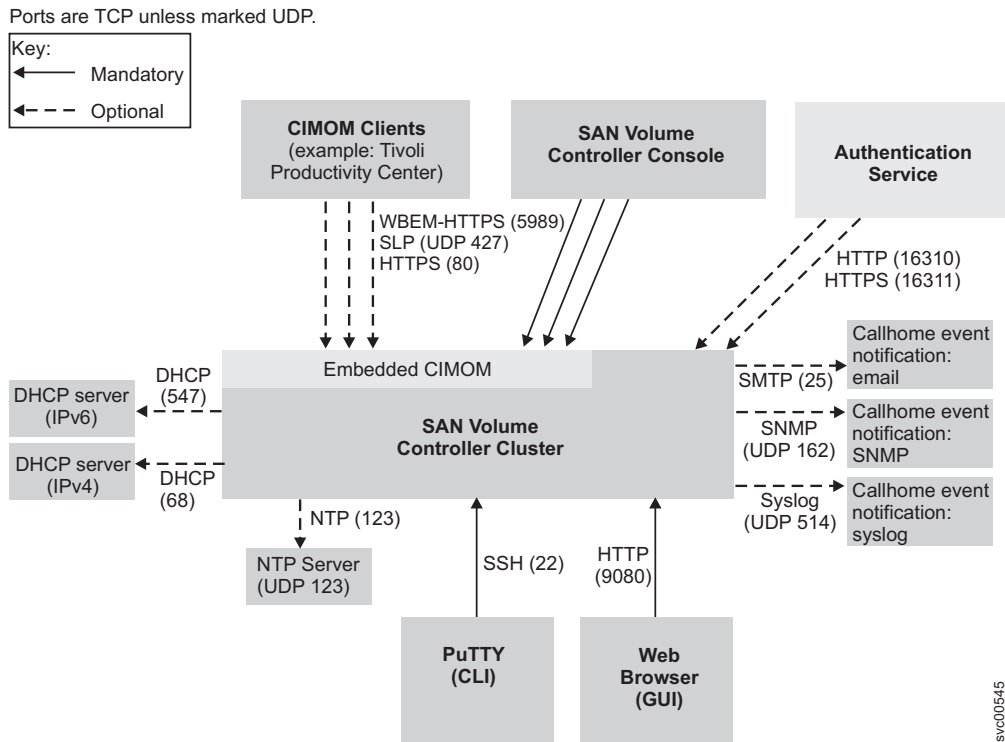 Ports are TCP unless marked UDP.
Key:
Mandatory
Optional
CIMOM Clients
(example: Tivoli
Productivity Center)
SAN Volume
Controller Console
Authentication
Service
WBEM-HTTPS (5989)
SLP (UDP 427)
HTTPS (80)
HTTP (16310)
HTTPS (16311)
Embedded CIMOM
SAN Volume
Controller Cluster
DHCP server
(IPv6)
DHCP
(547)
DHCP server
(IPv4)
DHCP
(68)
SMTP (25)
Callhome event
notification:
email
SNMP
(UDP 162)
Callhome event
notification:
SNMP
Syslog
(UDP 514)
Callhome event
notification:
syslog
NTP (123)
NTP Server
(UDP 123)
SSH (22)
HTTP
(9080)
PuTTY
(CLI)
Web
Browser
(GUI)
svc00545